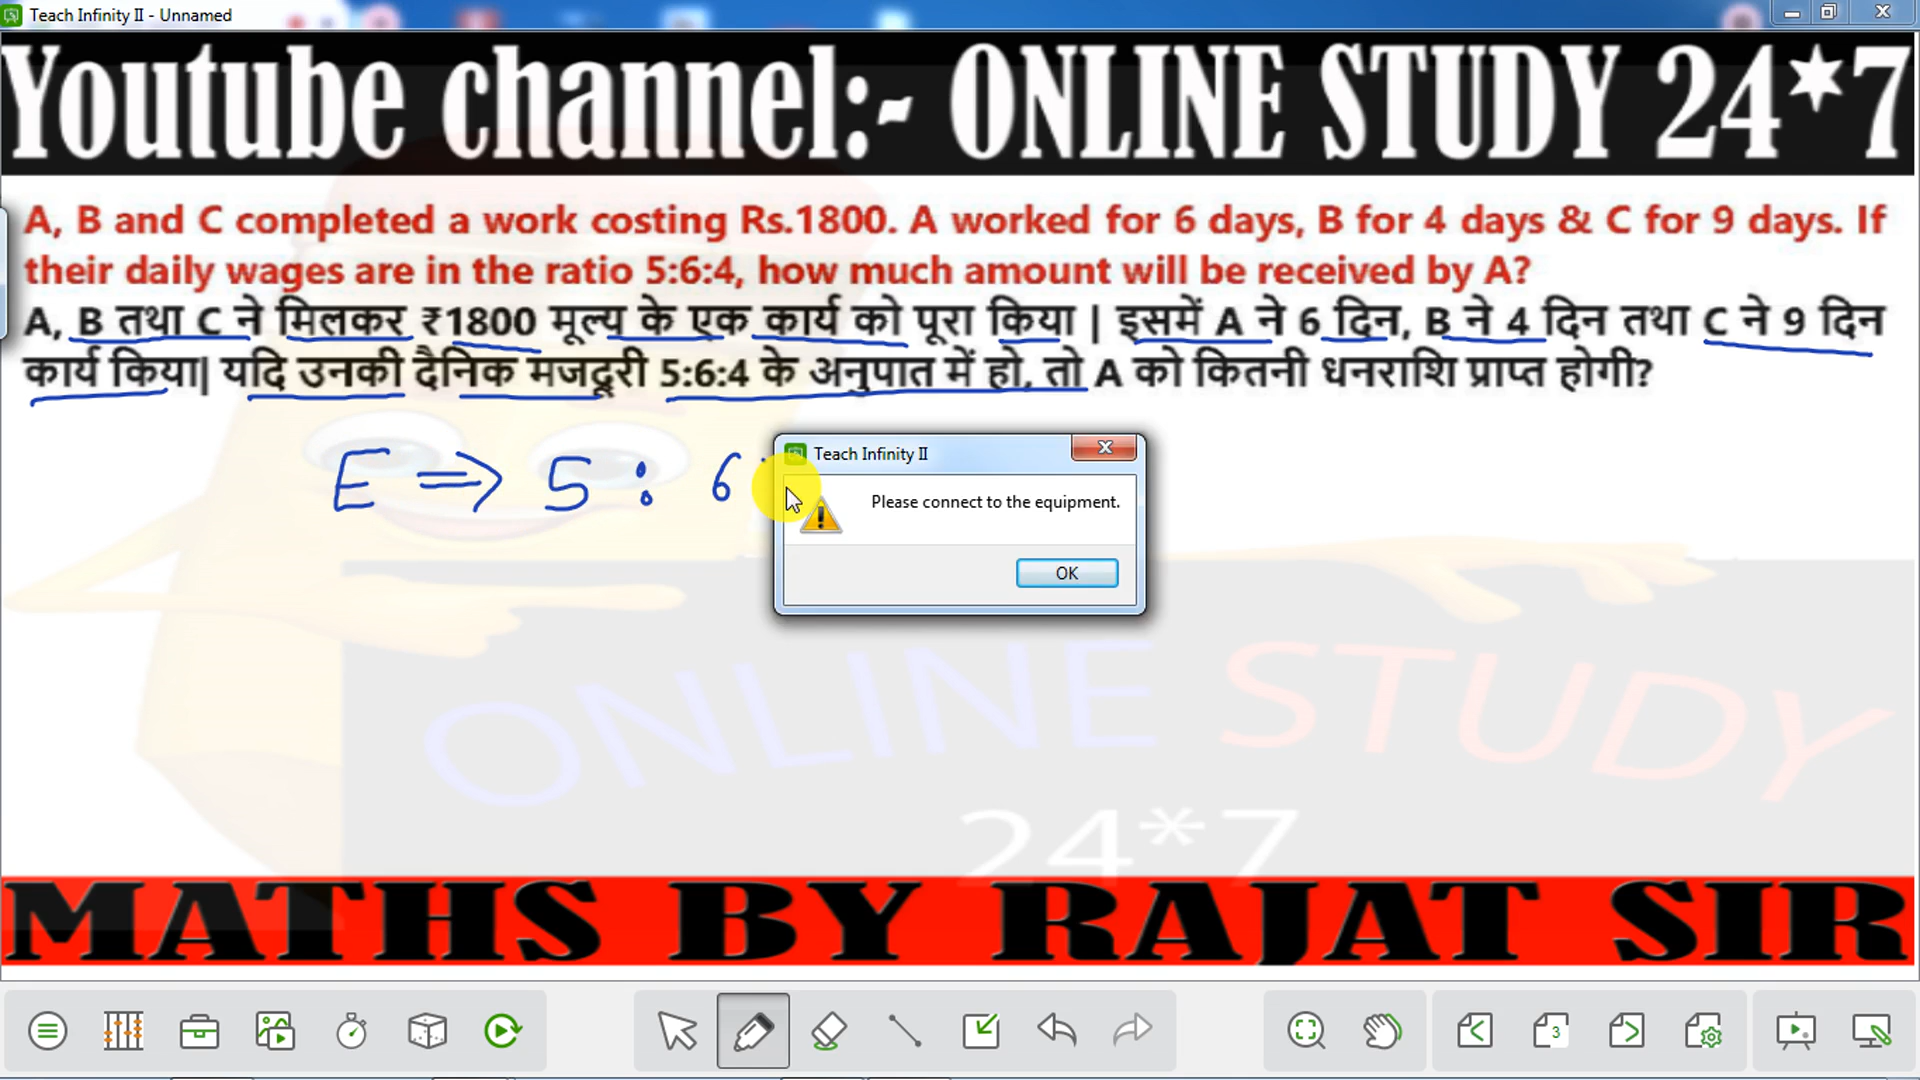 Teach Infinity II - Unnamed
Youtube channel:- ONLINE STUDY 24*7
A, B and C completed a work costing Rs.1800. A worked for 6 days, B for 4 days & C for 9 days. If
their daily wages are in the ratio 5:6:4, how much amount will be received by A?
A, B तथा C ने मिलकर ₹1800 मूल्य के एक कार्य को पूरा किया | इसमें A ने 6 दिन, B ने 4 दिन तथा C ने 9 दिन
कार्य किया| यदि उनकी दैनिक मजदूरी 5:6:4 के अनुपात में हो, तो A को कितनी धनराशि प्राप्त होगी?
E => 5 : 6
Teach Infinity II
Please connect to the equipment.
OK
ONLINE STUDY
24*7
MATHS BY RAJAT SIR
3